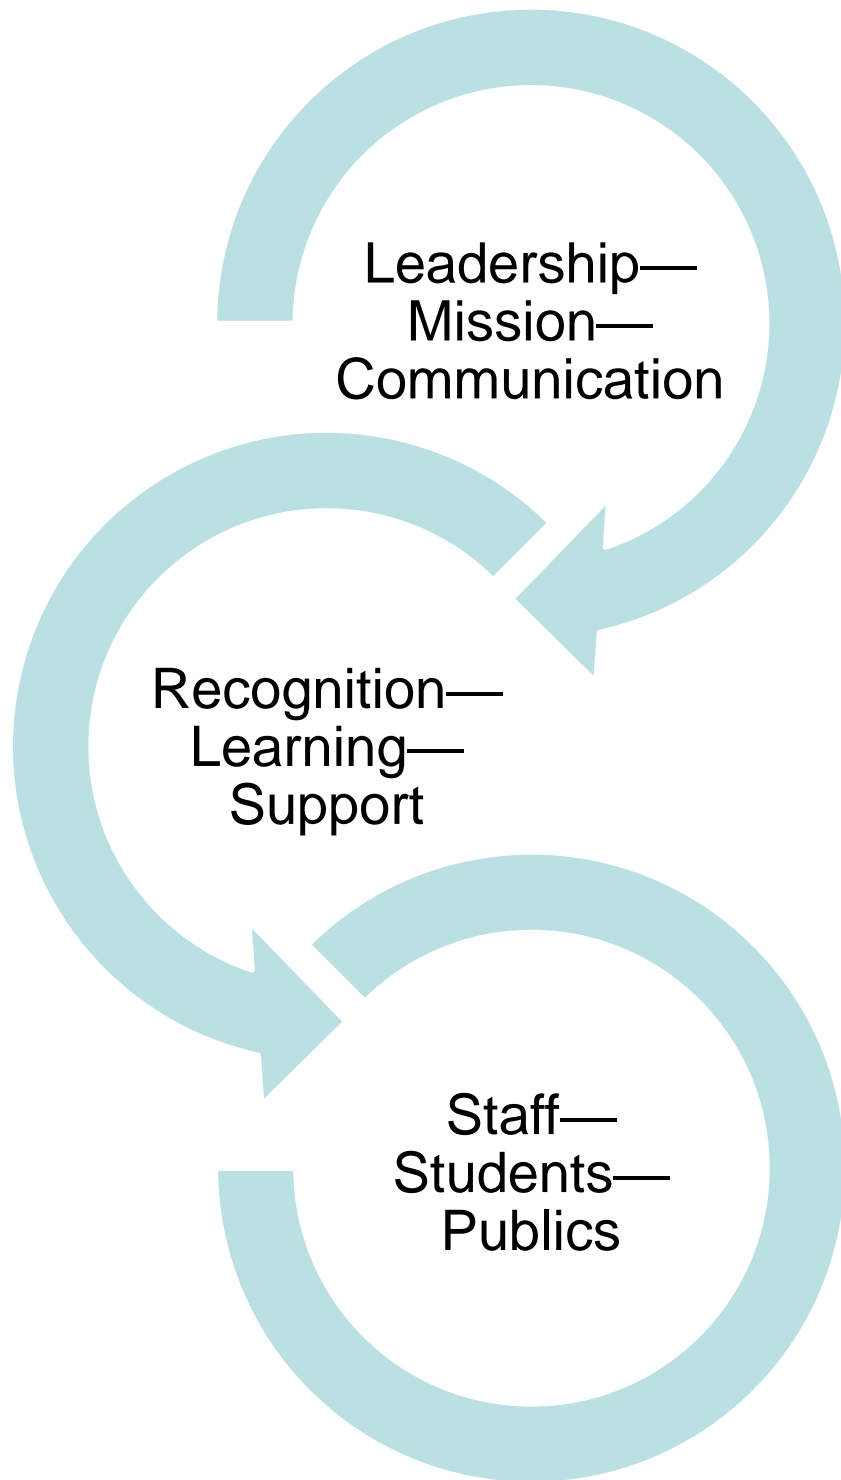 Leadership—
Mission—
Communication
Recognition—
Learning—
Support
Staff—
Students—
Publics